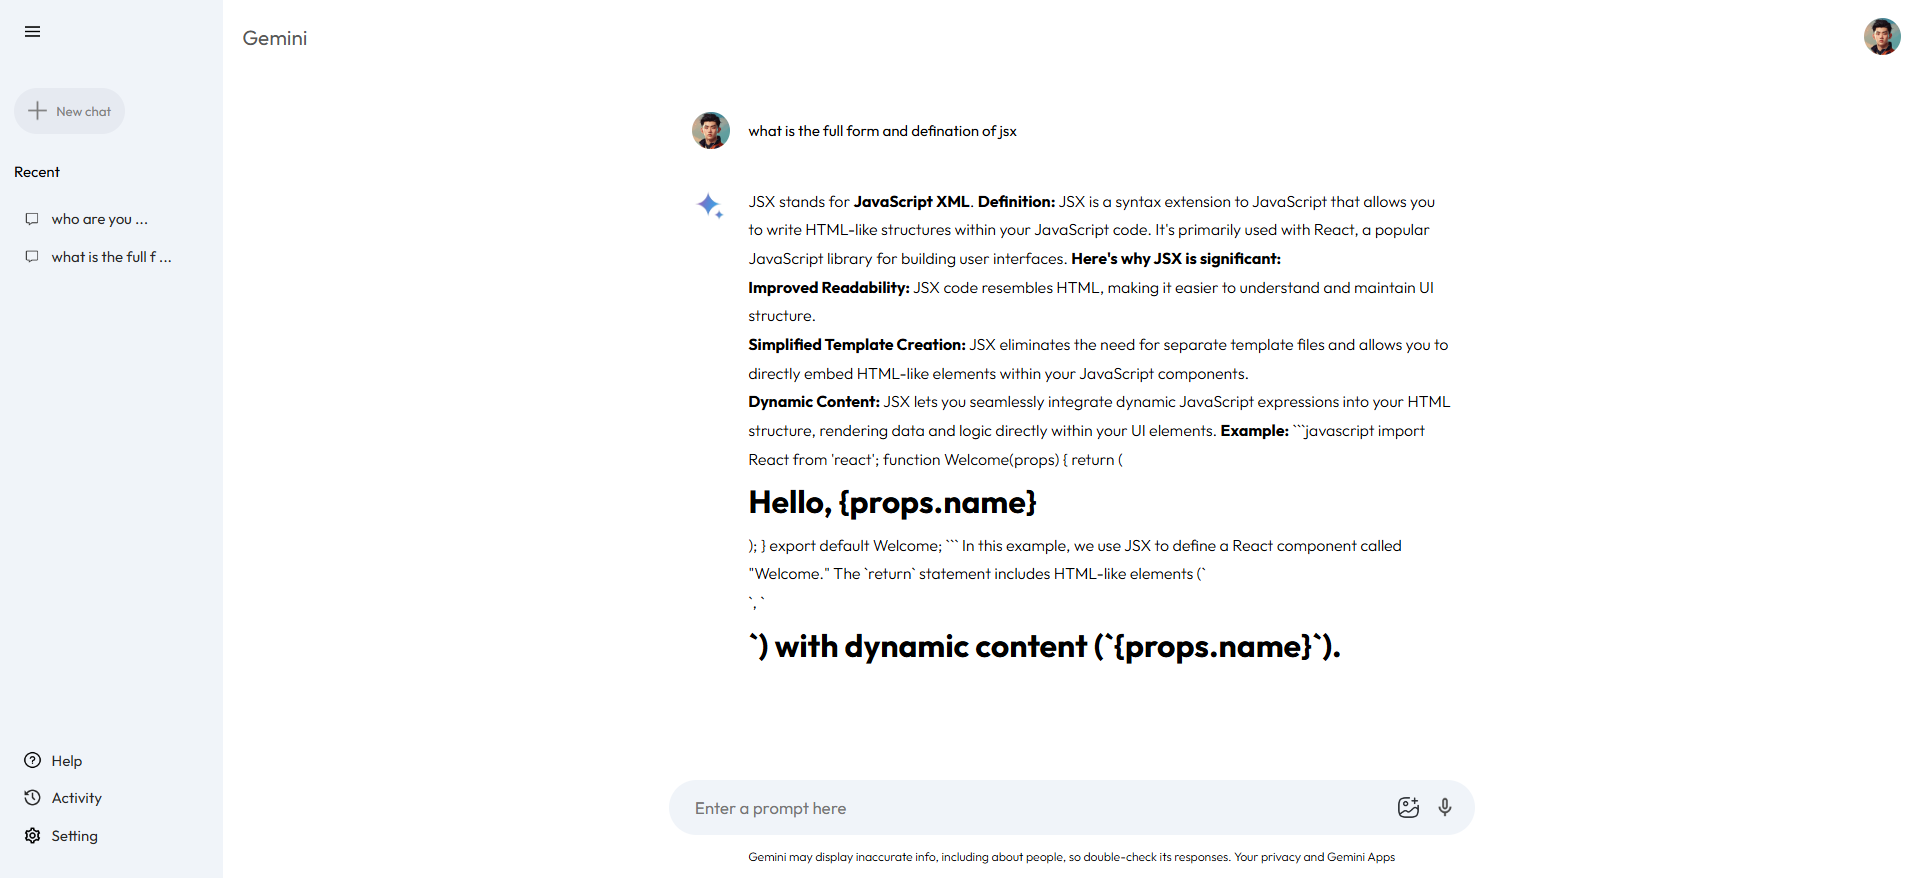 Gemini
New chat
Recent
who are you ...
what is the full f ...
Help
Activity
Setting
what is the full form and defination of jsx
JSX stands for JavaScript XML. Definition: JSX is a syntax extension to JavaScript that allows you
to write HTML-like structures within your JavaScript code. It's primarily used with React, a popular
JavaScript library for building user interfaces. Here's why JSX is significant:
Improved Readability: JSX code resembles HTML, making it easier to understand and maintain UI
structure.
Simplified Template Creation: JSX eliminates the need for separate template files and allows you to
directly embed HTML-like elements within your JavaScript components.
Dynamic Content: JSX lets you seamlessly integrate dynamic JavaScript expressions into your HTML
structure, rendering data and logic directly within your UI elements. Example: ```javascript import
React from 'react'; function Welcome(props) { return (
Hello, {props.name}
); } export default Welcome; ``` In this example, we use JSX to define a React component called
"Welcome." The `return` statement includes HTML-like elements (`
`, `
`) with dynamic content (`{props.name}`).
Enter a prompt here
Gemini may display inaccurate info, including about people, so double-check its responses. Your privacy and Gemini Apps